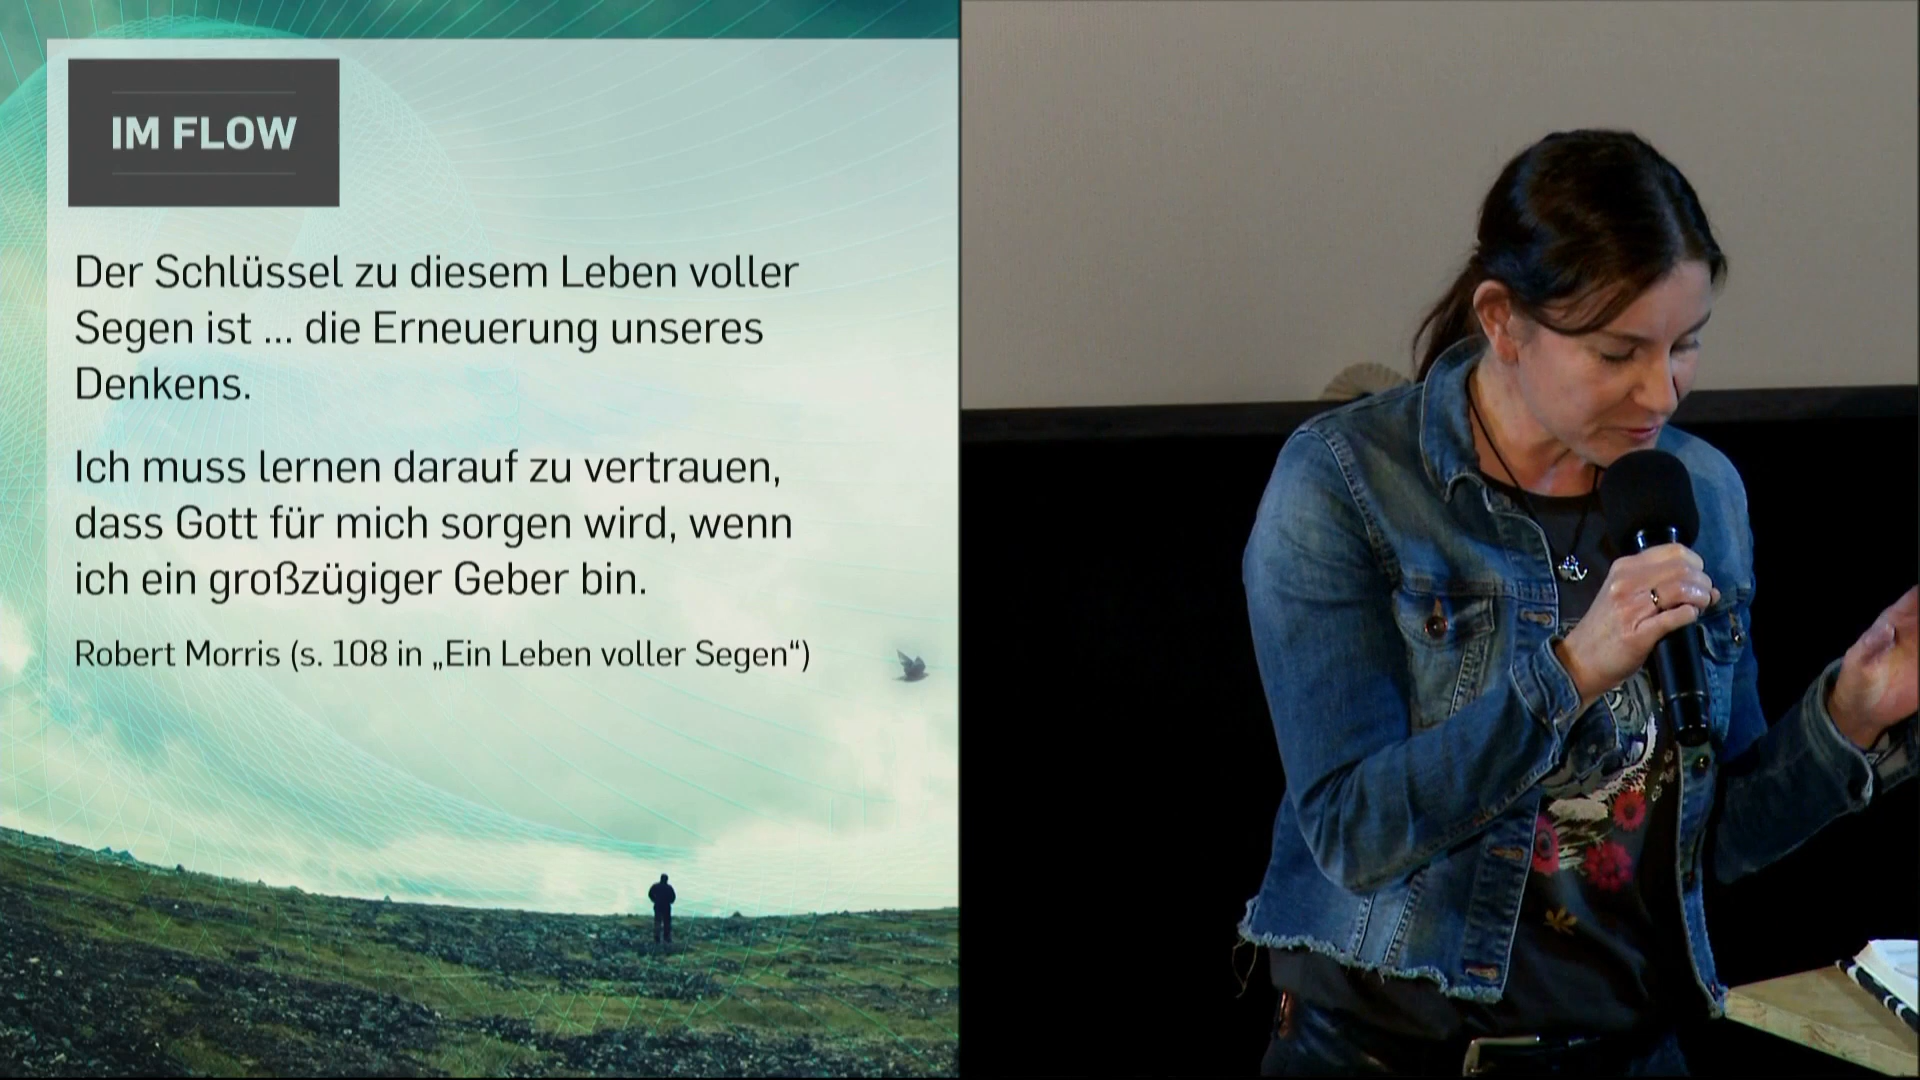 IM FLOW
Der Schlüssel zu diesem Leben voller
Segen ist ... die Erneuerung unseres
Denkens.
Ich muss lernen darauf zu vertrauen,
dass Gott für mich sorgen wird, wenn
ich ein großzügiger Geber bin.
Robert Morris (s. 108 in „Ein Leben voller Segen“)